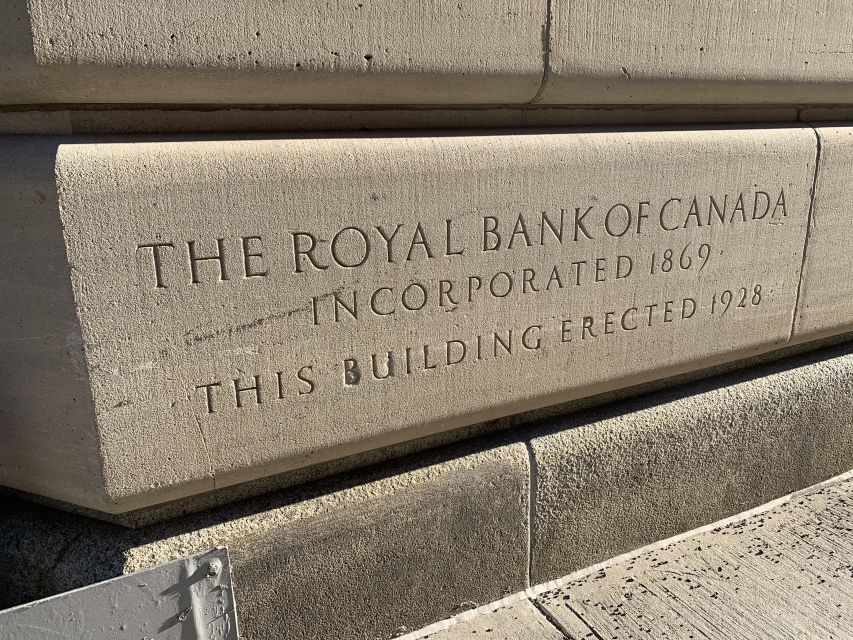 THE ROYAL BANK OF CANADA
INCORPORATED 1869
THIS BUILDING ERECTED 1928